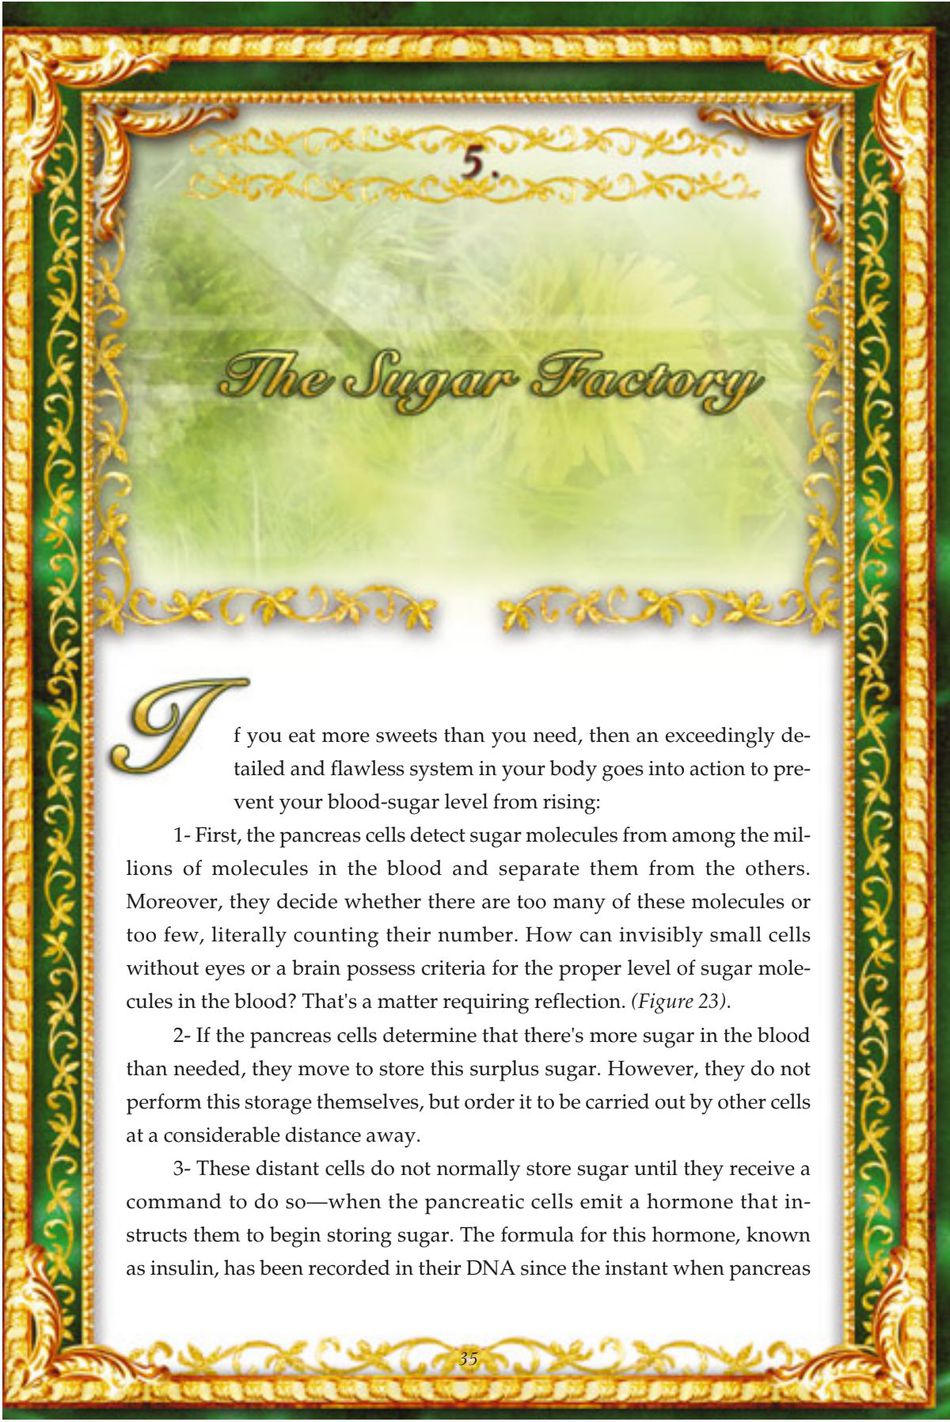 5.
The Sugar Factory
If you eat more sweets than you need, then an exceedingly de-
tailed and flawless system in your body goes into action to pre-
vent your blood-sugar level from rising:
1- First, the pancreas cells detect sugar molecules from among the mil-
lions of molecules in the blood and separate them from the others.
Moreover, they decide whether there are too many of these molecules or
too few, literally counting their number. How can invisibly small cells
without eyes or a brain possess criteria for the proper level of sugar mole-
cules in the blood? That's a matter requiring reflection. (Figure 23).
2- If the pancreas cells determine that there's more sugar in the blood
than needed, they move to store this surplus sugar. However, they do not
perform this storage themselves, but order it to be carried out by other cells
at a considerable distance away.
3- These distant cells do not normally store sugar until they receive a
command to do so—when the pancreatic cells emit a hormone that in-
structs them to begin storing sugar. The formula for this hormone, known
as insulin, has been recorded in their DNA since the instant when pancreas
35